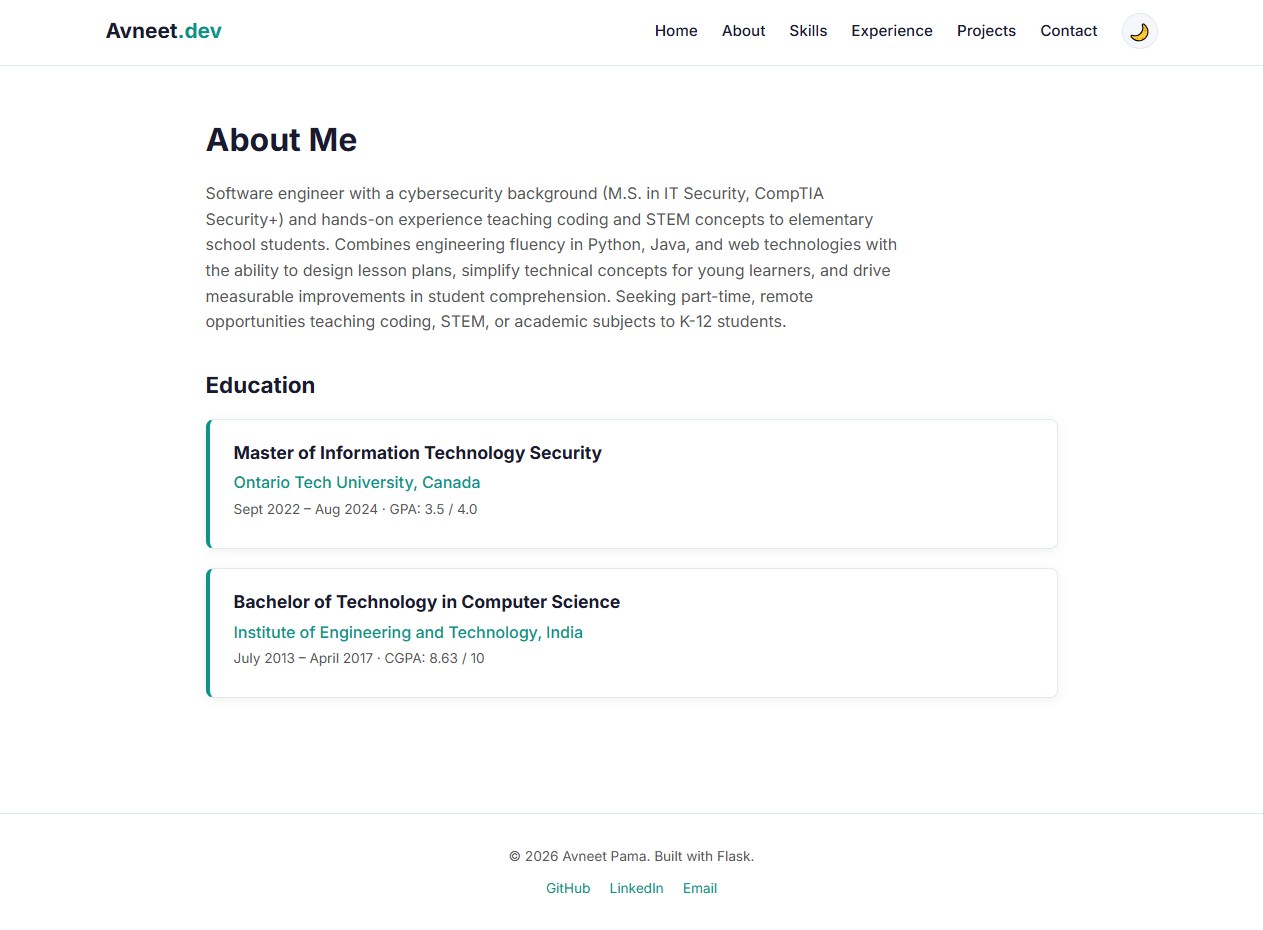 Avneet.dev
Home About Skills Experience Projects Contact
About Me
Software engineer with a cybersecurity background (M.S. in IT Security, CompTIA
Security+) and hands-on experience teaching coding and STEM concepts to elementary
school students. Combines engineering fluency in Python, Java, and web technologies with
the ability to design lesson plans, simplify technical concepts for young learners, and drive
measurable improvements in student comprehension. Seeking part-time, remote
opportunities teaching coding, STEM, or academic subjects to K-12 students.
Education
Master of Information Technology Security
Ontario Tech University, Canada
Sept 2022 – Aug 2024 · GPA: 3.5 / 4.0
Bachelor of Technology in Computer Science
Institute of Engineering and Technology, India
July 2013 – April 2017 · CGPA: 8.63 / 10
© 2026 Avneet Pama. Built with Flask.
GitHub LinkedIn Email